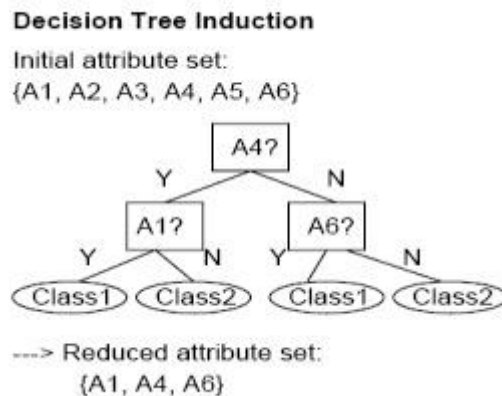 Decision Tree Induction
Initial attribute set:
{A1, A2, A3, A4, A5, A6}
A4?
Y N
A1? A6?
Y N Y N
Class1 Class2 Class1 Class2
---> Reduced attribute set:
{A1, A4, A6}